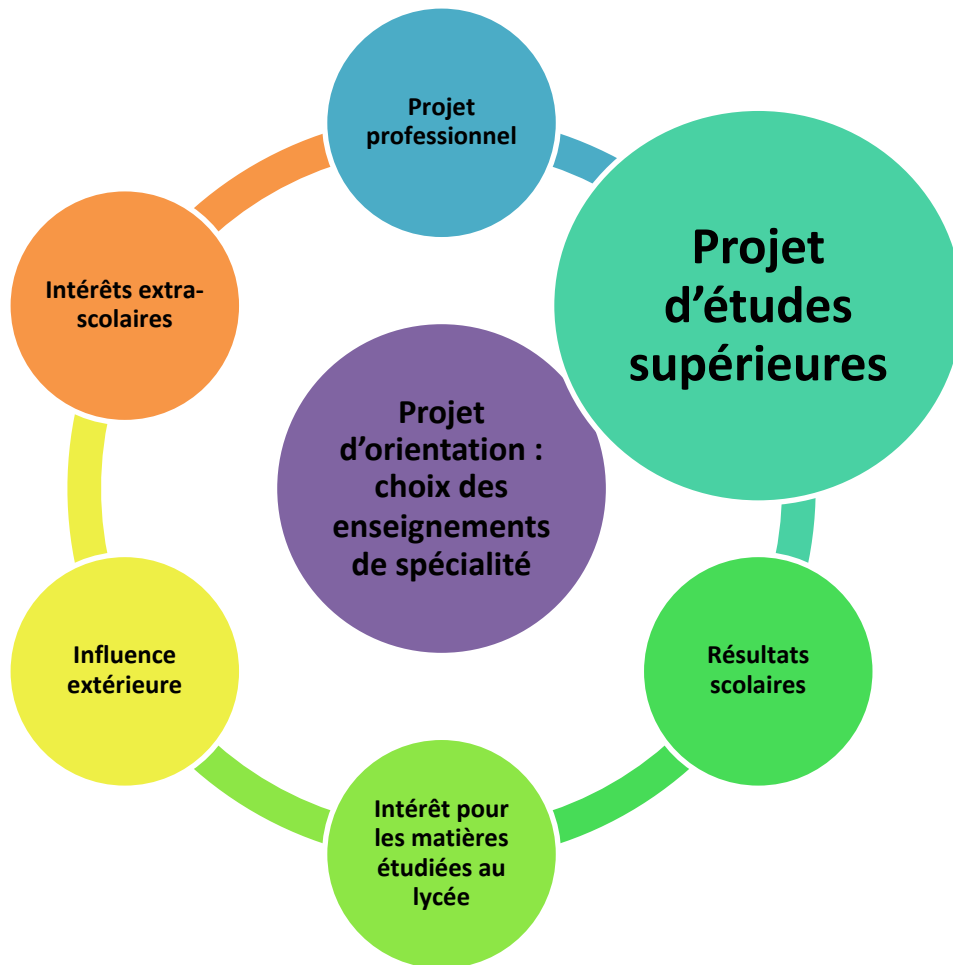 Projet
professionnel
Projet
d'études
supérieures
Intérêts extra-
scolaires
Projet
d'orientation :
choix des
enseignements
de spécialité
Influence
extérieure
Résultats
scolaires
Intérêt pour
les matières
étudiées au
lycée